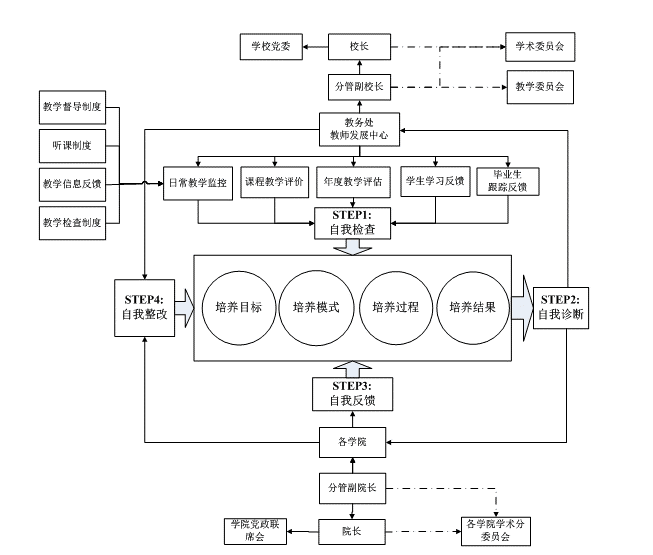 学校党委
校长
学术委员会
分管副校长
教学委员会
教务处
教师发展中心
教学督导制度
听课制度
教学信息反馈
教学检查制度
日常教学监控
课程教学评价
年度教学评估
学生学习反馈
毕业生
跟踪反馈
STEP1:
自我检查
培养目标
培养模式
培养过程
培养结果
STEP4:
自我整改
STEP2:
自我诊断
STEP3:
自我反馈
各学院
分管副院长
学院党政联
席会
院长
各学院学术分
委员会